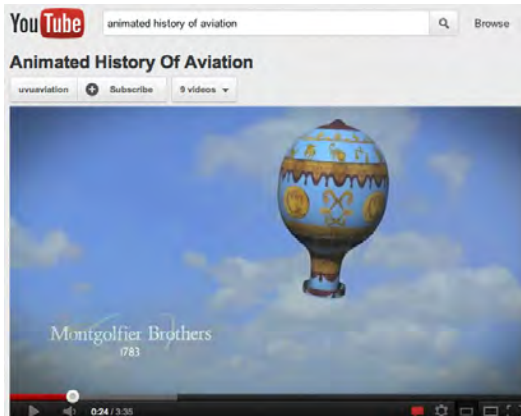 YouTube animated history of aviation Browse
Animated History Of Aviation
uvuaviation Subscribe 9 videos
Montgolfier Brothers
1783
0:24 / 3:35